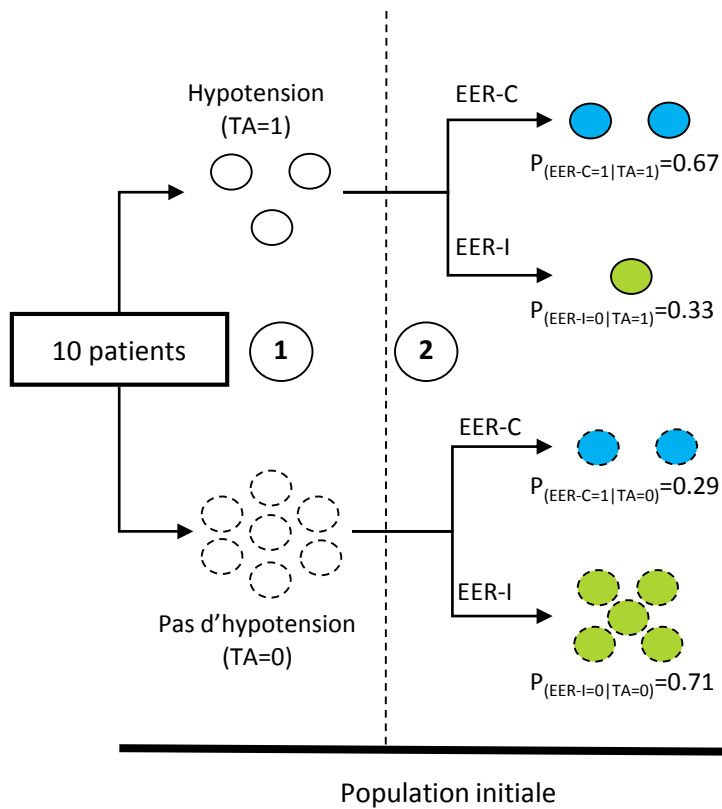 Hypotension
(TA=1)
EER-C
P(EER-C=1|TA=1)=0.67
EER-I
P(EER-I=0|TA=1)=0.33
10 patients
1
2
EER-C
P(EER-C=1|TA=0)=0.29
EER-I
P(EER-I=0|TA=0)=0.71
Pas d’hypotension
(TA=0)
Population initiale